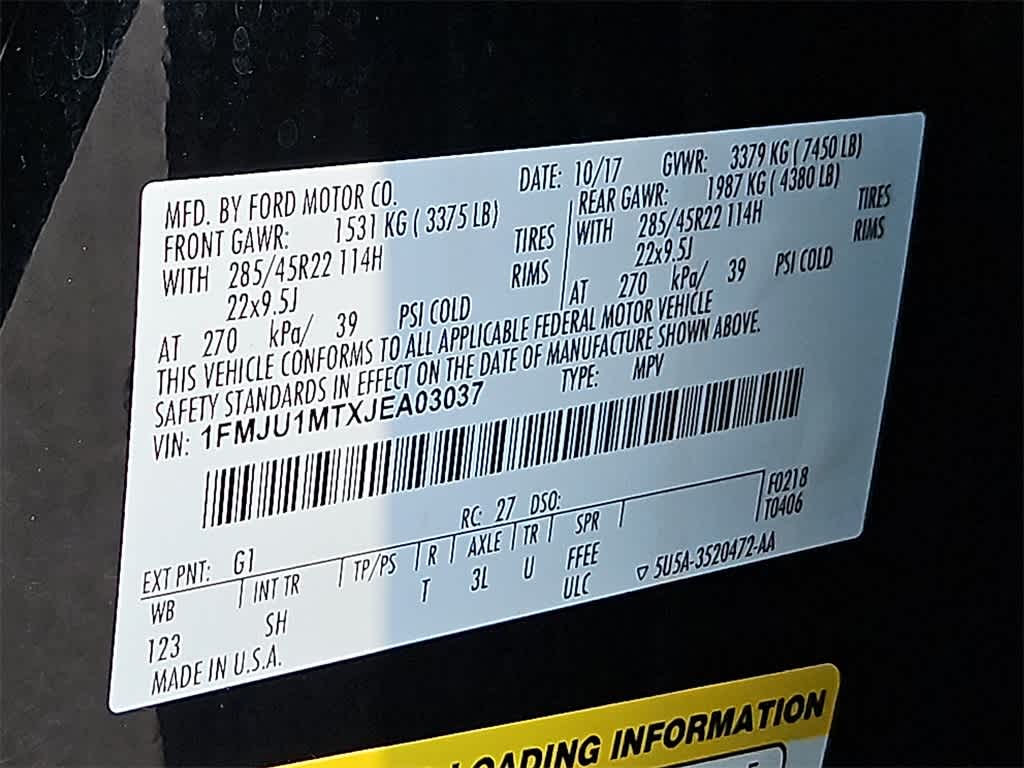 MFD. BY FORD MOTOR CO. DATE: 10/17 GVWR: 3379 KG ( 7450 LB)
FRONT GAWR: 1531 KG ( 3375 LB) REAR GAWR: 1987 KG ( 4380 LB)
WITH 285/45R22 114H TIRES WITH 285/45R22 114H TIRES
22x9.5J RIMS 22x9.5J RIMS
AT 270 kPa/ 39 PSI COLD AT 270 kPa/ 39 PSI COLD
THIS VEHICLE CONFORMS TO ALL APPLICABLE FEDERAL MOTOR VEHICLE
SAFETY STANDARDS IN EFFECT ON THE DATE OF MANUFACTURE SHOWN ABOVE.
VIN: 1FMJU1MTXJEA03037 TYPE: MPV
F0218
T0406
EXT PNT: G1 RC: 27 DSO:
WB INT TR TP/PS R AXLE TR SPR
123 SH T 3L U FFEE
ULC
5U5A-3520472-AA
MADE IN U.S.A.
LOADING INFORMATION